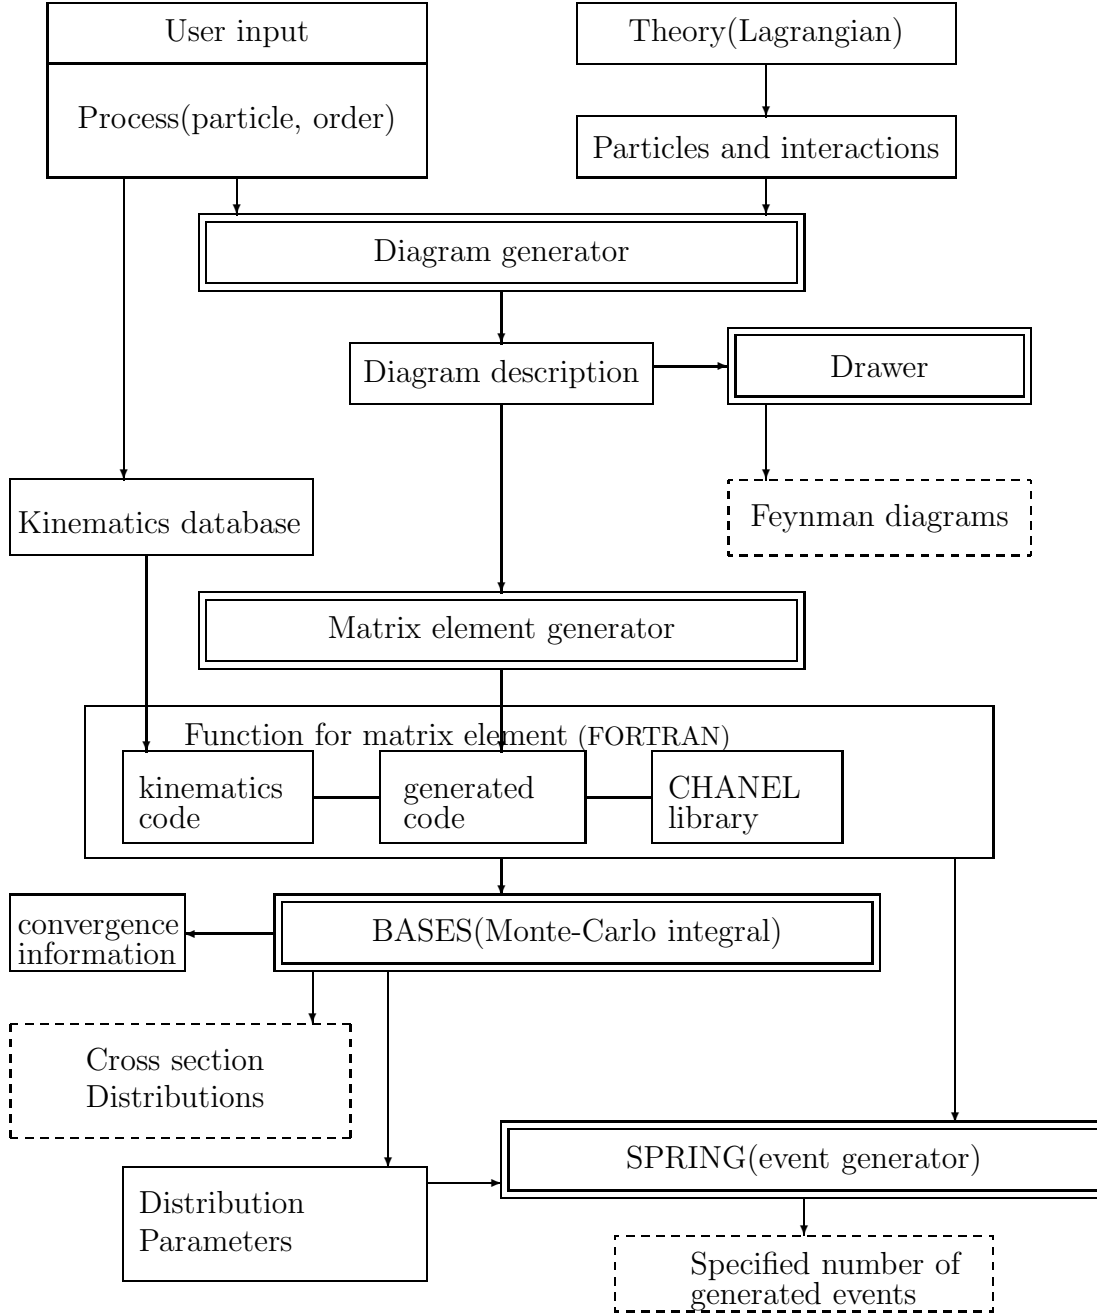 User input
Theory(Lagrangian)
Process(particle, order)
Particles and interactions
Diagram generator
Diagram description
Drawer
Kinematics database
Feynman diagrams
Matrix element generator
Function for matrix element (FORTRAN)
kinematics
code
generated
code
CHANEL
library
convergence
information
BASES(Monte-Carlo integral)
Cross section
Distributions
SPRING(event generator)
Distribution
Parameters
Specified number of
generated events